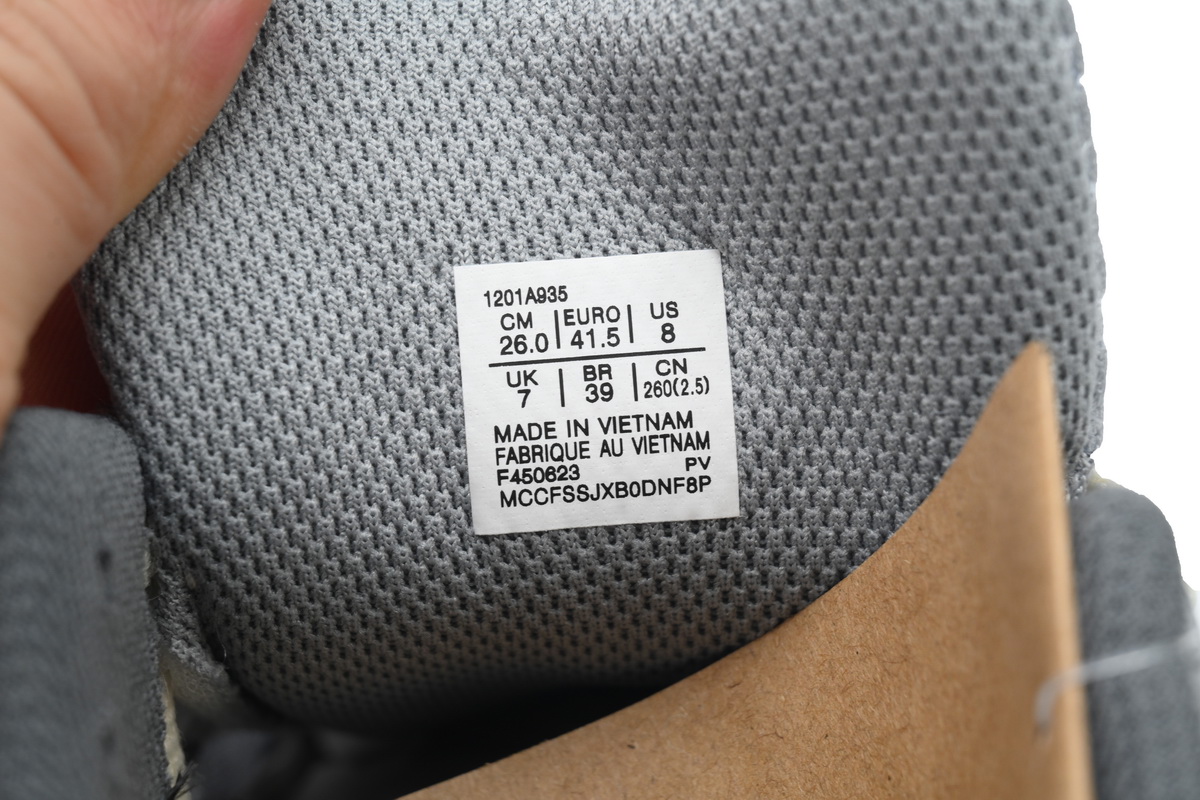 1201A935
CM | EURO | US
26.0 | 41.5 | 8
UK | BR | CN
7 | 39 | 260(2.5)
MADE IN VIETNAM
FABRIQUE AU VIETNAM
F450623 PV
MCCFSSJXB0DNF8P